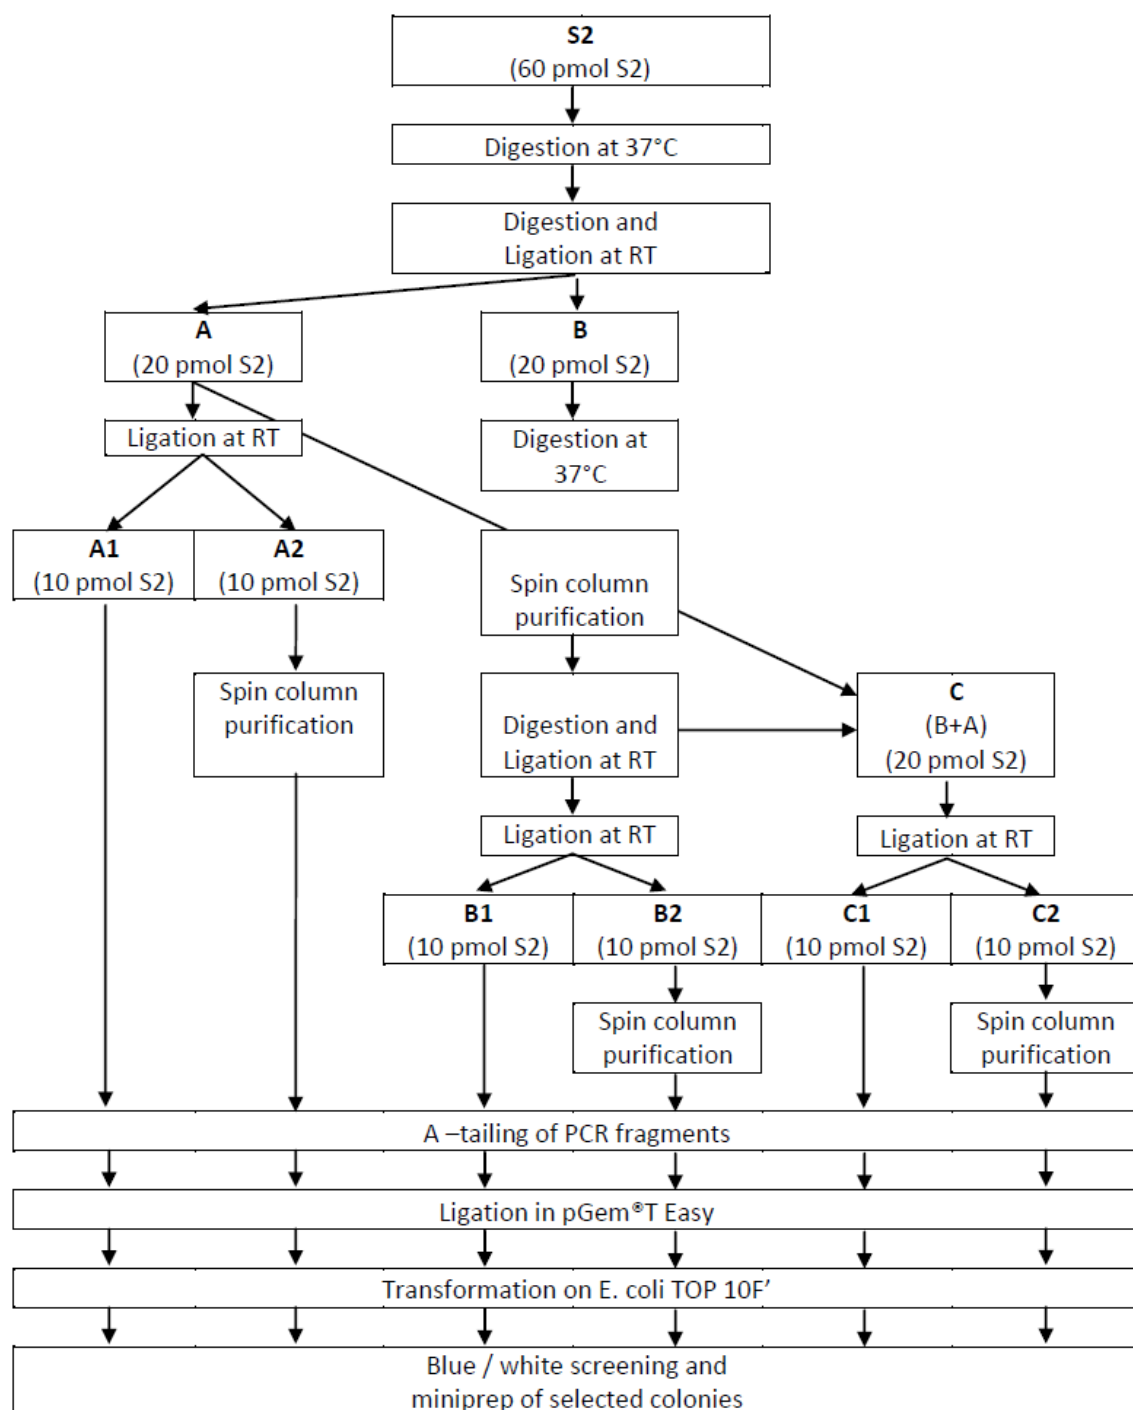 S2
(60 pmol S2)
Digestion at 37°C
Digestion and
Ligation at RT
A
(20 pmol S2)
B
(20 pmol S2)
Ligation at RT
Digestion at
37°C
A1
(10 pmol S2)
A2
(10 pmol S2)
Spin column
purification
Spin column
purification
Digestion and
Ligation at RT
C
(B+A)
(20 pmol S2)
Ligation at RT
Ligation at RT
B1
(10 pmol S2)
B2
(10 pmol S2)
C1
(10 pmol S2)
C2
(10 pmol S2)
Spin column
purification
Spin column
purification
A –tailing of PCR fragments
Ligation in pGem®T Easy
Transformation on E. coli TOP 10F’
Blue / white screening and
miniprep of selected colonies